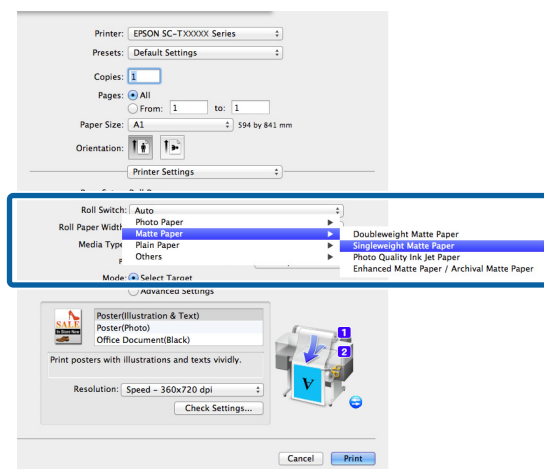 Printer: EPSON SC-TXXXXX Series
Presets: Default Settings
Copies: 1
Pages: All
From: 1 to: 1
Paper Size: A1 594 by 841 mm
Orientation:
Printer Settings
Roll Switch: Auto
Photo Paper
Roll Paper Width
Matte Paper
Doubleweight Matte Paper
Media Type
Plain Paper
Singleweight Matte Paper
Others
Photo Quality Ink Jet Paper
Enhanced Matte Paper / Archival Matte Paper
Mode: Select Target
Advanced Settings
SALE
Poster(Illustration & Text)
Poster(Photo)
Office Document(Black)
1
2
A
Print posters with illustrations and texts vividly.
Resolution: Speed - 360x720 dpi
Check Settings...
Cancel Print